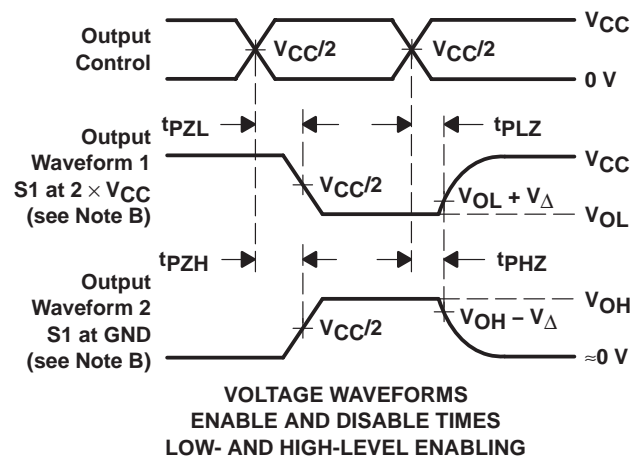 Output
Control
VCC/2
VCC/2
VCC
0 V
tPZL
tPLZ
Output
Waveform 1
S1 at 2 × VCC
(see Note B)
VCC/2
VCC
VOL + VΔ
VOL
tPZH
tPHZ
Output
Waveform 2
S1 at GND
(see Note B)
VCC/2
VOH
VOH − VΔ
≈0 V
VOLTAGE WAVEFORMS
ENABLE AND DISABLE TIMES
LOW- AND HIGH-LEVEL ENABLING